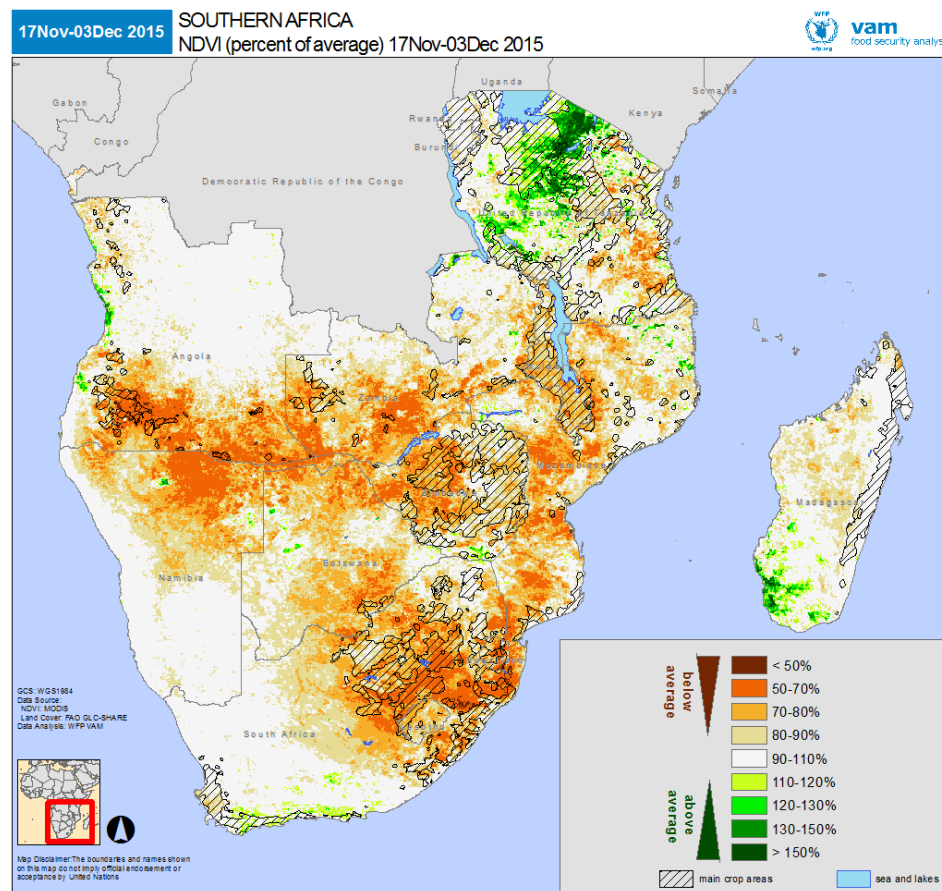 17Nov-03Dec 2015
SOUTHERN AFRICA
NDVI (percent of average) 17Nov-03Dec 2015
WFP
wfp.org
vam
food security analys
Uganda
Somalia
Gabon
Rwanda
Kenya
Congo
Burundi
Democratic Republic of the Congo
Angola
Zambia
Mozambique
Zimbabwe
Madagascar
Botswana
Namibia
South Africa
GCS: WGS1984
Data Source:
NDVI: MODIS
Land Cover: FAO GLC-SHARE
Data Analysis: WFP VAM
Map Disclaimer:The boundaries and names shown
on this map do not imply official endorsement or
acceptance by United Nations
below
average
above
average
< 50%
50-70%
70-80%
80-90%
90-110%
110-120%
120-130%
130-150%
> 150%
main crop areas
sea and lakes